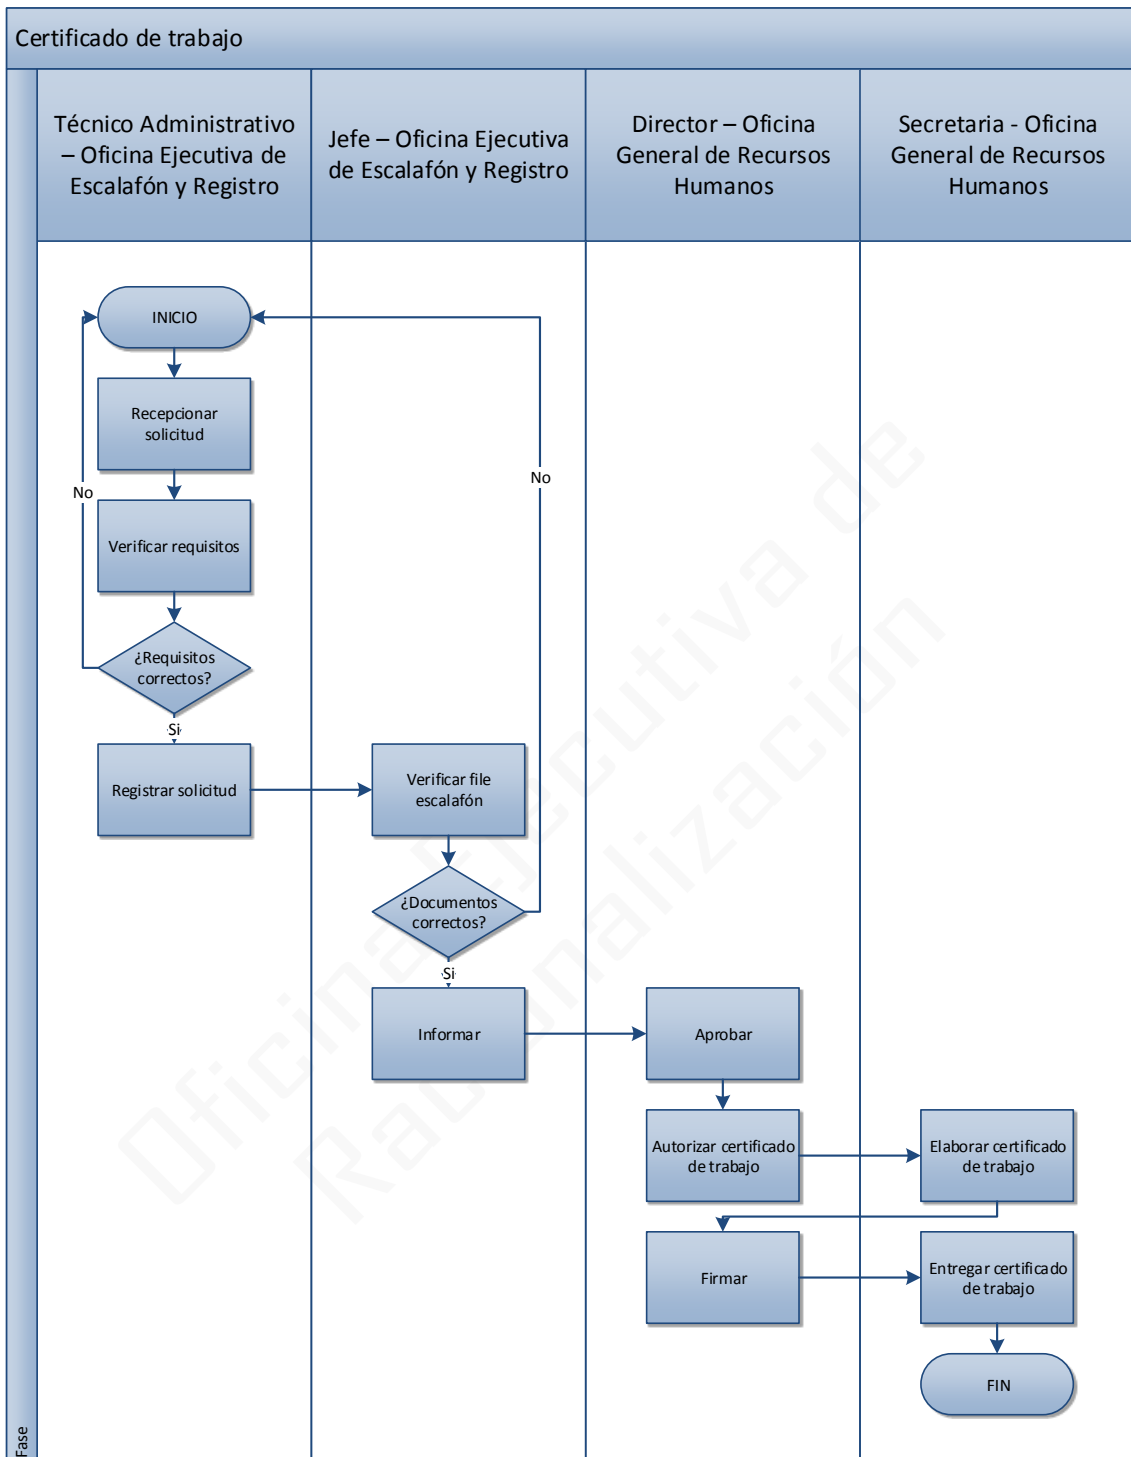 Certificado de trabajo
Técnico Administrativo
– Oficina Ejecutiva de
Escalafón y Registro
Jefe – Oficina Ejecutiva
de Escalafón y Registro
Director – Oficina
General de Recursos
Humanos
Secretaria - Oficina
General de Recursos
Humanos
INICIO
Recepcionar
solicitud
No
No
Verificar requisitos
¿Requisitos
correctos?
Si
Registrar solicitud
Verificar file
escalafón
¿Documentos
correctos?
Si
Informar
Aprobar
Autorizar certificado
de trabajo
Elaborar certificado
de trabajo
Firmar
Entregar certificado
de trabajo
FIN
Fase
Oficina Ejecutiva de
Racionalización